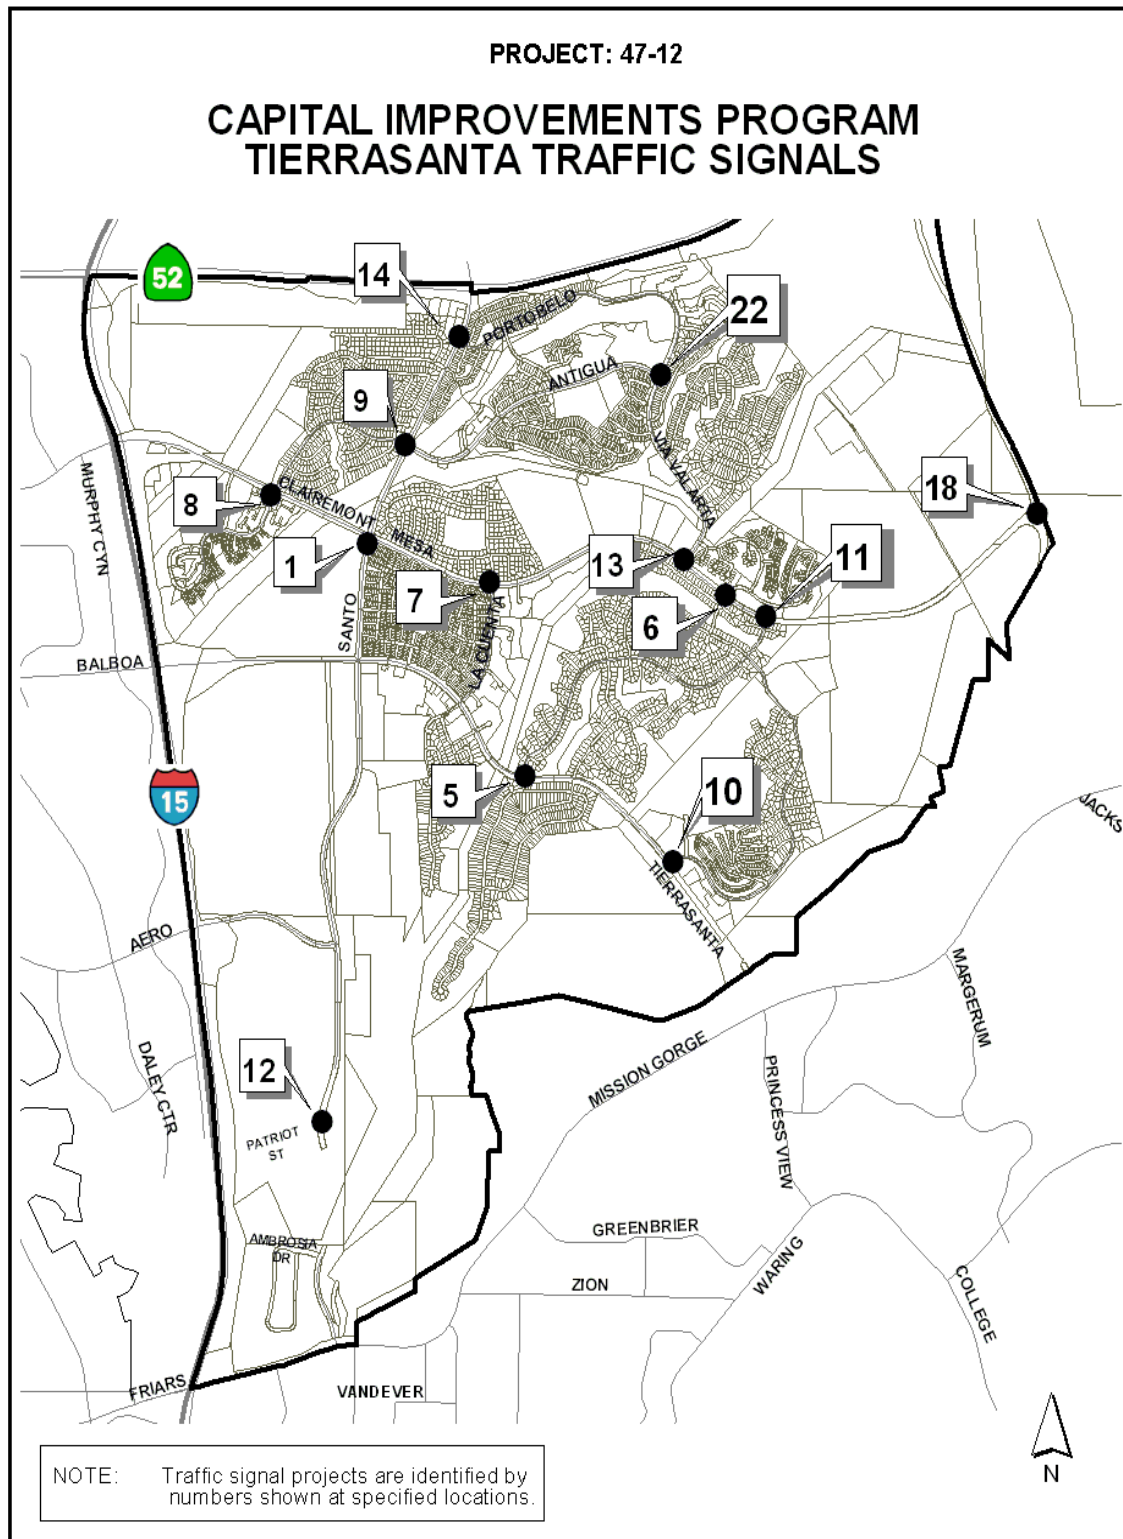 PROJECT: 47-12
CAPITAL IMPROVEMENTS PROGRAM
TIERRASANTA TRAFFIC SIGNALS
52
14
PORTOBELO
22
ANTIGUA
9
VIA VALARTA
MURPHY CYN
8
CLAIREMONT MESA
18
1
13
11
7
6
SANTO
LA CUENTA
BALBOA
15
5
10
JACKS
TIERRASANTA
AERO
MARGERUM
MISSION GORGE
DALEY CTR
12
PRINCESS VIEW
PATRIOT
ST
GREENBRIER
AMBROSIA
DR
WARING
ZION
COLLEGE
FRIARS
VANDEVER
N
NOTE: Traffic signal projects are identified by
numbers shown at specified locations.